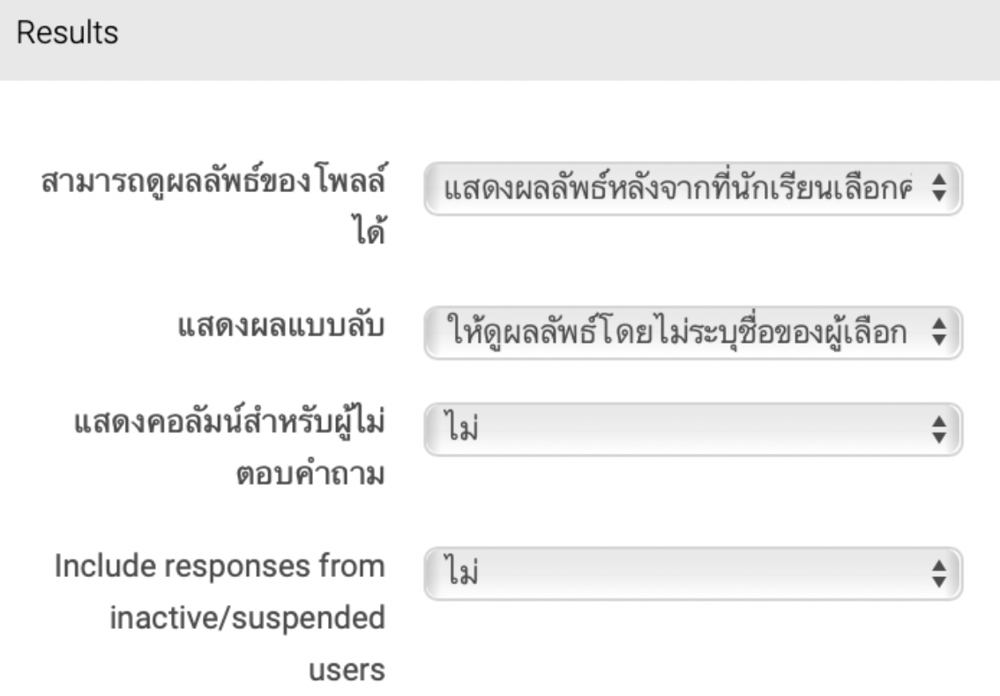 Results
สามารถดูผลลัพธ์ของโพลล์
ได้
แสดงผลลัพธ์หลังจากที่นักเรียนเลือกค
แสดงผลแบบลับ
ให้ดูผลลัพธ์โดยไม่ระบุชื่อของผู้เลือก
แสดงคอลัมน์สำหรับผู้ไม่
ตอบคำถาม
ไม่
Include responses from
inactive/suspended
users
ไม่